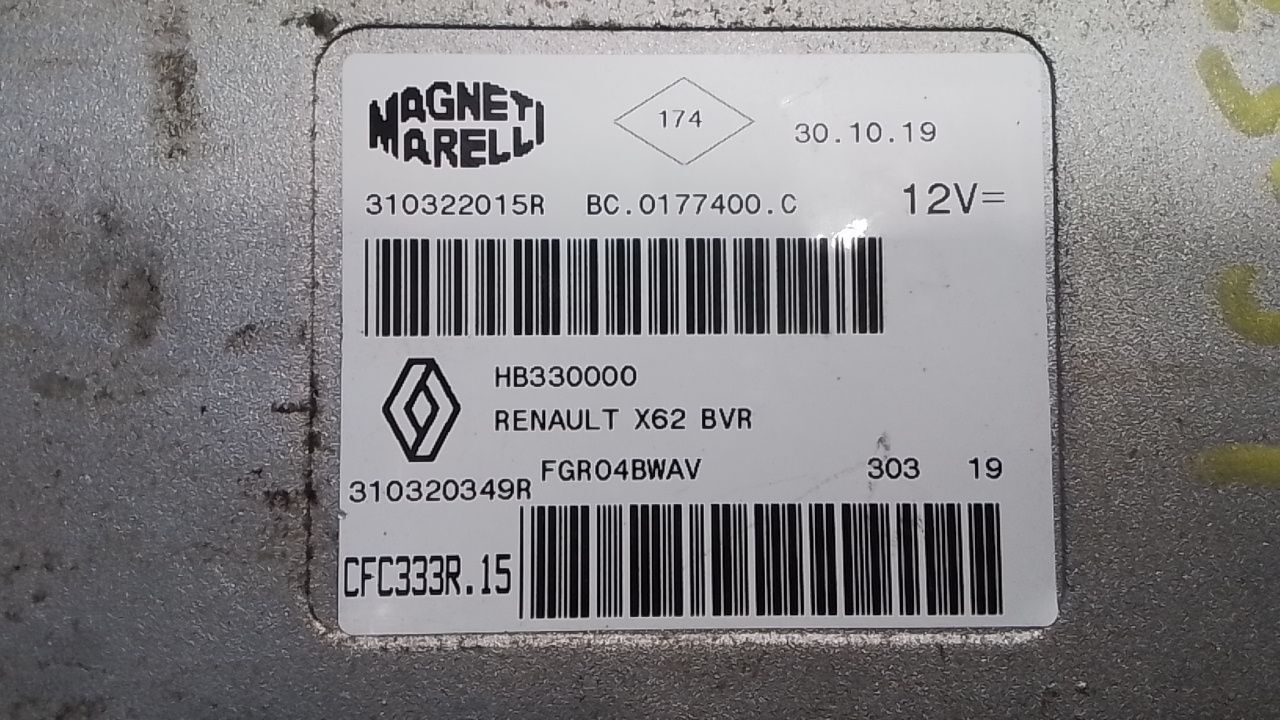 MAGNETI
MARELLI
174
30.10.19
310322015R BC.0177400.C 12V=
HB330000
RENAULT X62 BVR
FGR04BWAV 303 19
310320349R
CFC333R.15